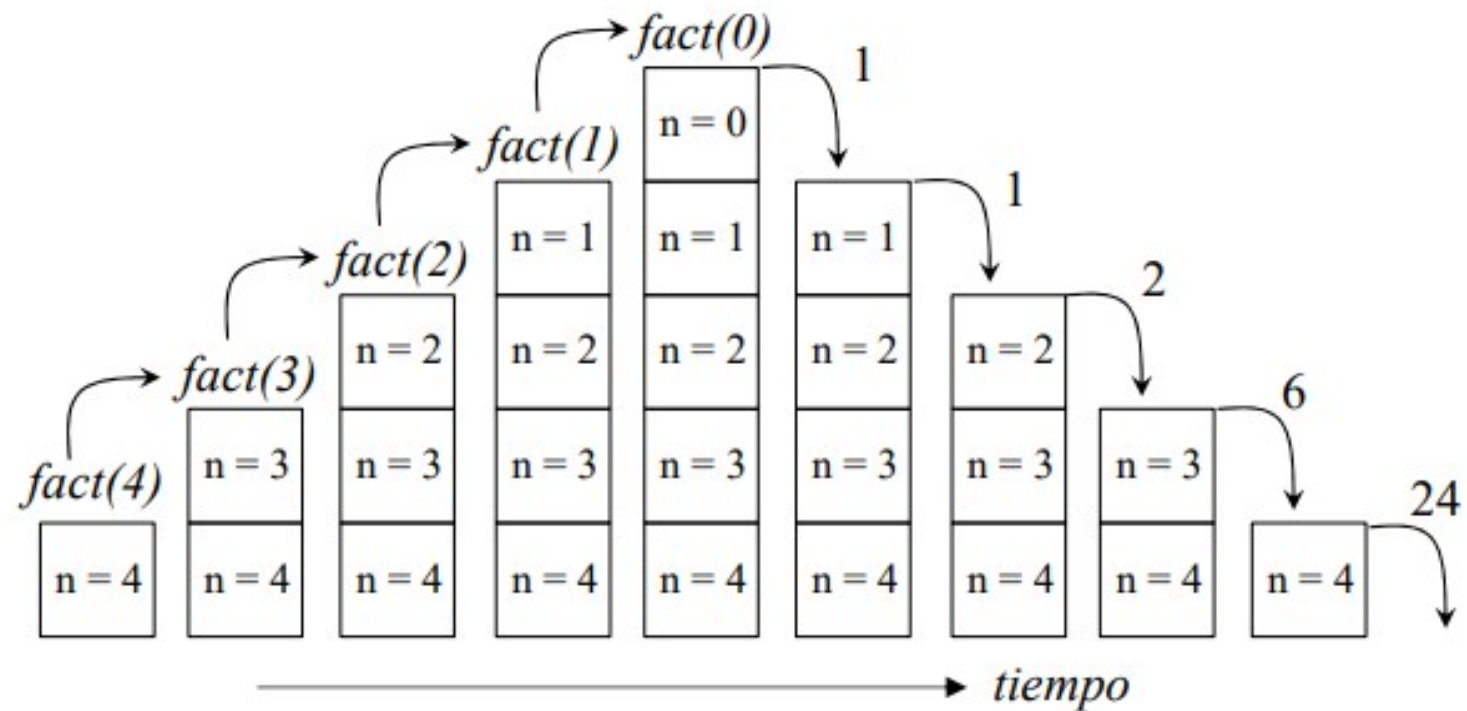 fact(0)
1
n = 0
fact(1)
1
n = 1 n = 1 n = 1
fact(2)
2
n = 2 n = 2 n = 2 n = 2 n = 2
fact(3)
6
n = 3 n = 3 n = 3 n = 3 n = 3 n = 3 n = 3
fact(4)
24
n = 4 n = 4 n = 4 n = 4 n = 4 n = 4 n = 4 n = 4 n = 4
tiempo